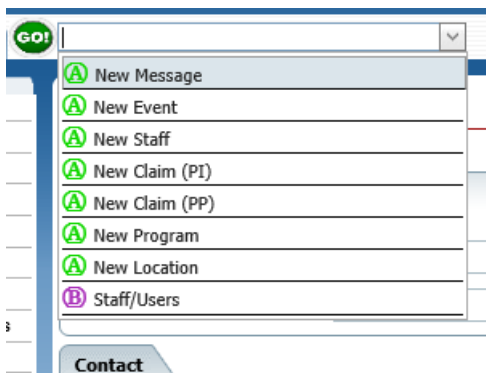 GO!
A New Message
A New Event
A New Staff
A New Claim (PI)
A New Claim (PP)
A New Program
A New Location
B Staff/Users
s
Contact